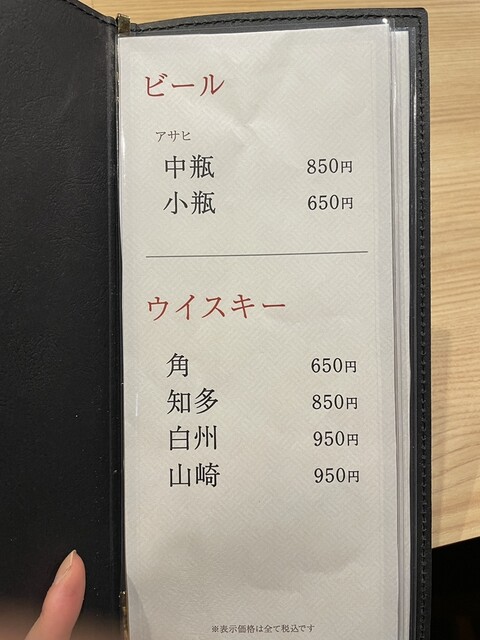 ビール
アサヒ
中瓶 850円
小瓶 650円
ウイスキー
角 650円
知多 850円
白州 950円
山崎 950円
※表示価格は全て税込です